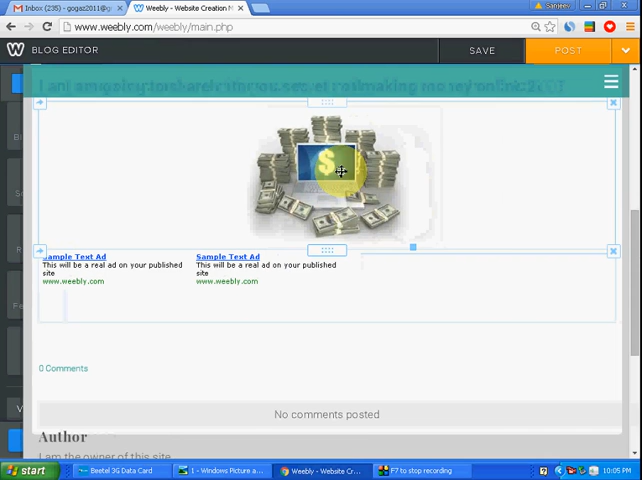 Inbox (235) - gogaz2011@g
Weebly - Website Creation M
Sanjeev
https://www.weebly.com/weebly/main.php
BLOG EDITOR
SAVE
POST
$
Sample Text Ad
Sample Text Ad
This will be a real ad on your published
This will be a real ad on your published
site
site
www.weebly.com
www.weebly.com
0 Comments
No comments posted
Author
I am the owner of this site
start
Beetel 3G Data Card
1 - Windows Picture a...
Weebly - Website Cr...
F7 to stop recording
10:05 PM